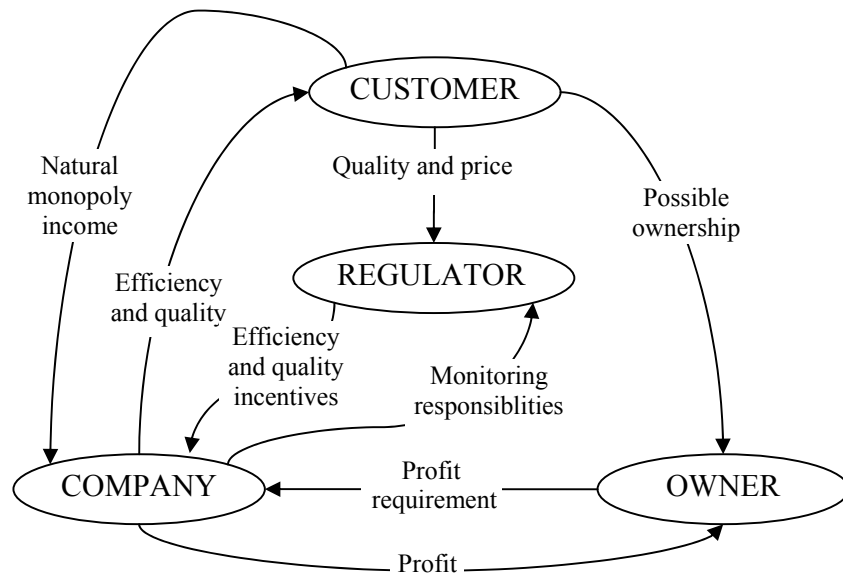 CUSTOMER
Natural
monopoly
income
Quality and price
Possible
ownership
REGULATOR
Efficiency
and quality
Efficiency
and quality
incentives
Monitoring
responsiblities
COMPANY
Profit
requirement
OWNER
Profit